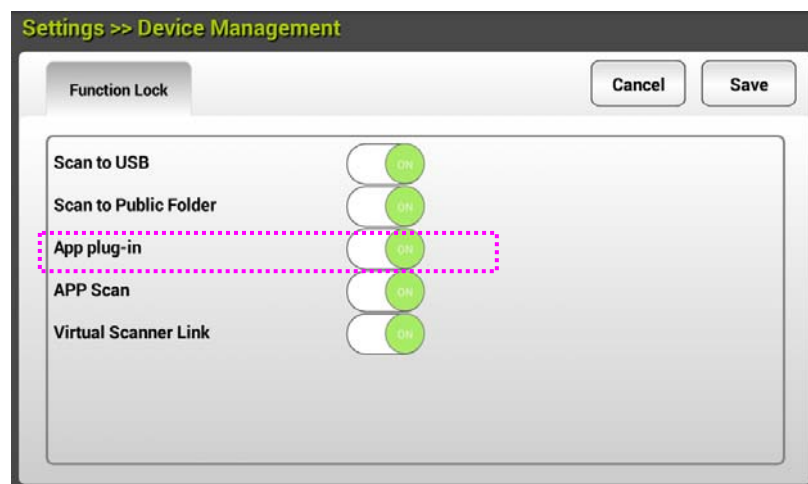 Settings >> Device Management
Function Lock
Cancel
Save
Scan to USB
ON
Scan to Public Folder
ON
App plug-in
ON
APP Scan
ON
Virtual Scanner Link
ON